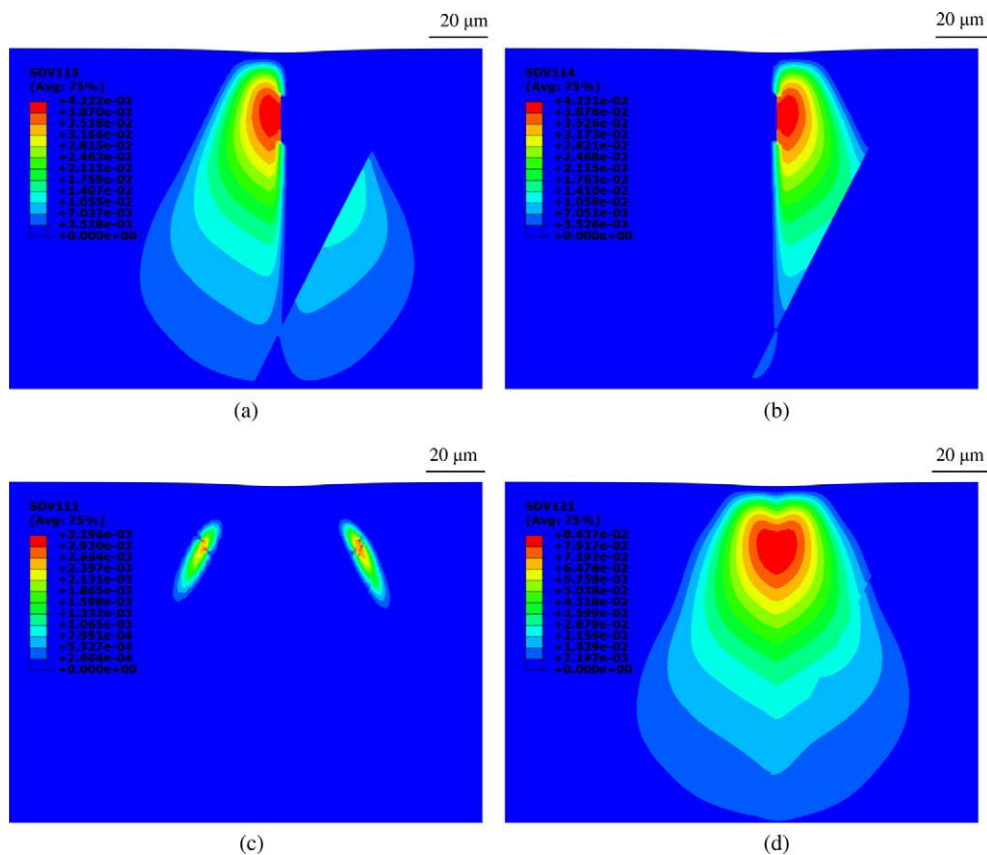 20 μm
20 μm
SDV115
(Avg: 75%)
+4.222e-02
+3.870e-02
+3.518e-02
+3.166e-02
+2.815e-02
+2.463e-02
+2.111e-02
+1.759e-02
+1.407e-02
+1.055e-02
+7.037e-03
+3.518e-03
+0.000e+00
SDV114
(Avg: 75%)
+4.231e-02
+3.878e-02
+3.526e-02
+3.173e-02
+2.821e-02
+2.468e-02
+2.115e-02
+1.763e-02
+1.410e-02
+1.058e-02
+7.051e-03
+3.526e-03
+0.000e+00
(a)
(b)
20 μm
20 μm
SDV111
(Avg: 75%)
+3.196e-03
+2.930e-03
+2.664e-03
+2.397e-03
+2.131e-03
+1.865e-03
+1.598e-03
+1.332e-03
+1.065e-03
+7.991e-04
+5.327e-04
+2.664e-04
+0.000e+00
SDV121
(Avg: 75%)
+8.637e-02
+7.917e-02
+7.197e-02
+6.478e-02
+5.758e-02
+5.038e-02
+4.318e-02
+3.599e-02
+2.879e-02
+2.159e-02
+1.439e-02
+7.197e-03
+0.000e+00
(c)
(d)